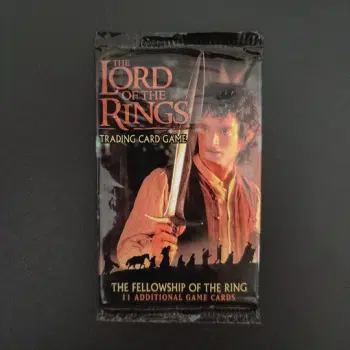 THE
LORD
OF THE
RINGS
TRADING CARD GAME
THE FELLOWSHIP OF THE RING
11 ADDITIONAL GAME CARDS